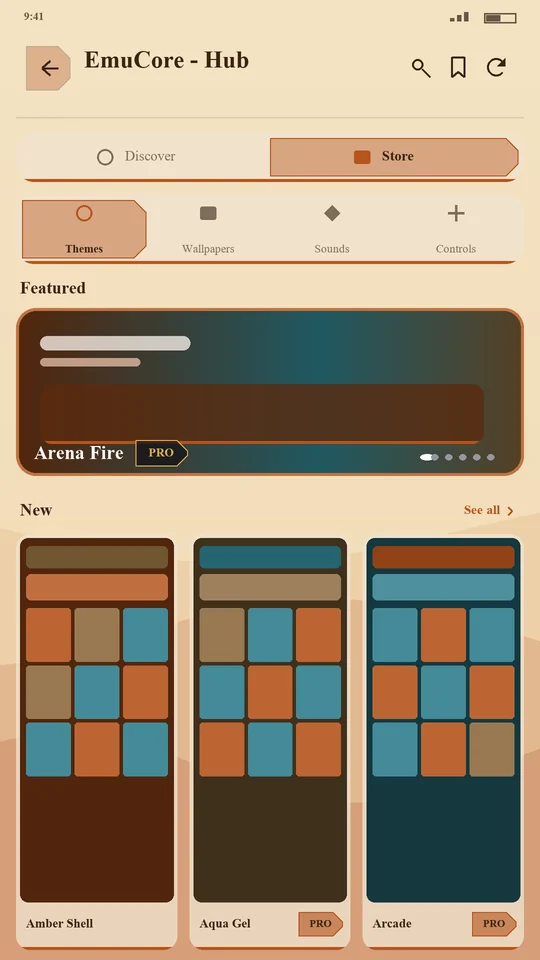 9:41
EmuCore - Hub
Discover
Store
Themes
Wallpapers
Sounds
Controls
Featured
Arena Fire
PRO
New
See all
Amber Shell
Aqua Gel
PRO
Arcade
PRO